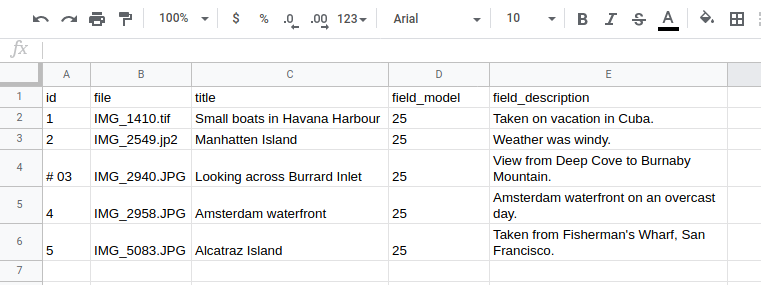 100% $ % .0 .00 123 Arial 10 B I S A
fx
A B C D E
1 id file title field_model field_description
2 1 IMG_1410.tif Small boats in Havana Harbour 25 Taken on vacation in Cuba.
3 2 IMG_2549.jp2 Manhatten Island 25 Weather was windy.
4 # 03 IMG_2940.JPG Looking across Burrard Inlet 25 View from Deep Cove to Burnaby
Mountain.
5 4 IMG_2958.JPG Amsterdam waterfront 25 Amsterdam waterfront on an overcast
day.
6 5 IMG_5083.JPG Alcatraz Island 25 Taken from Fisherman's Wharf, San
Francisco.
7